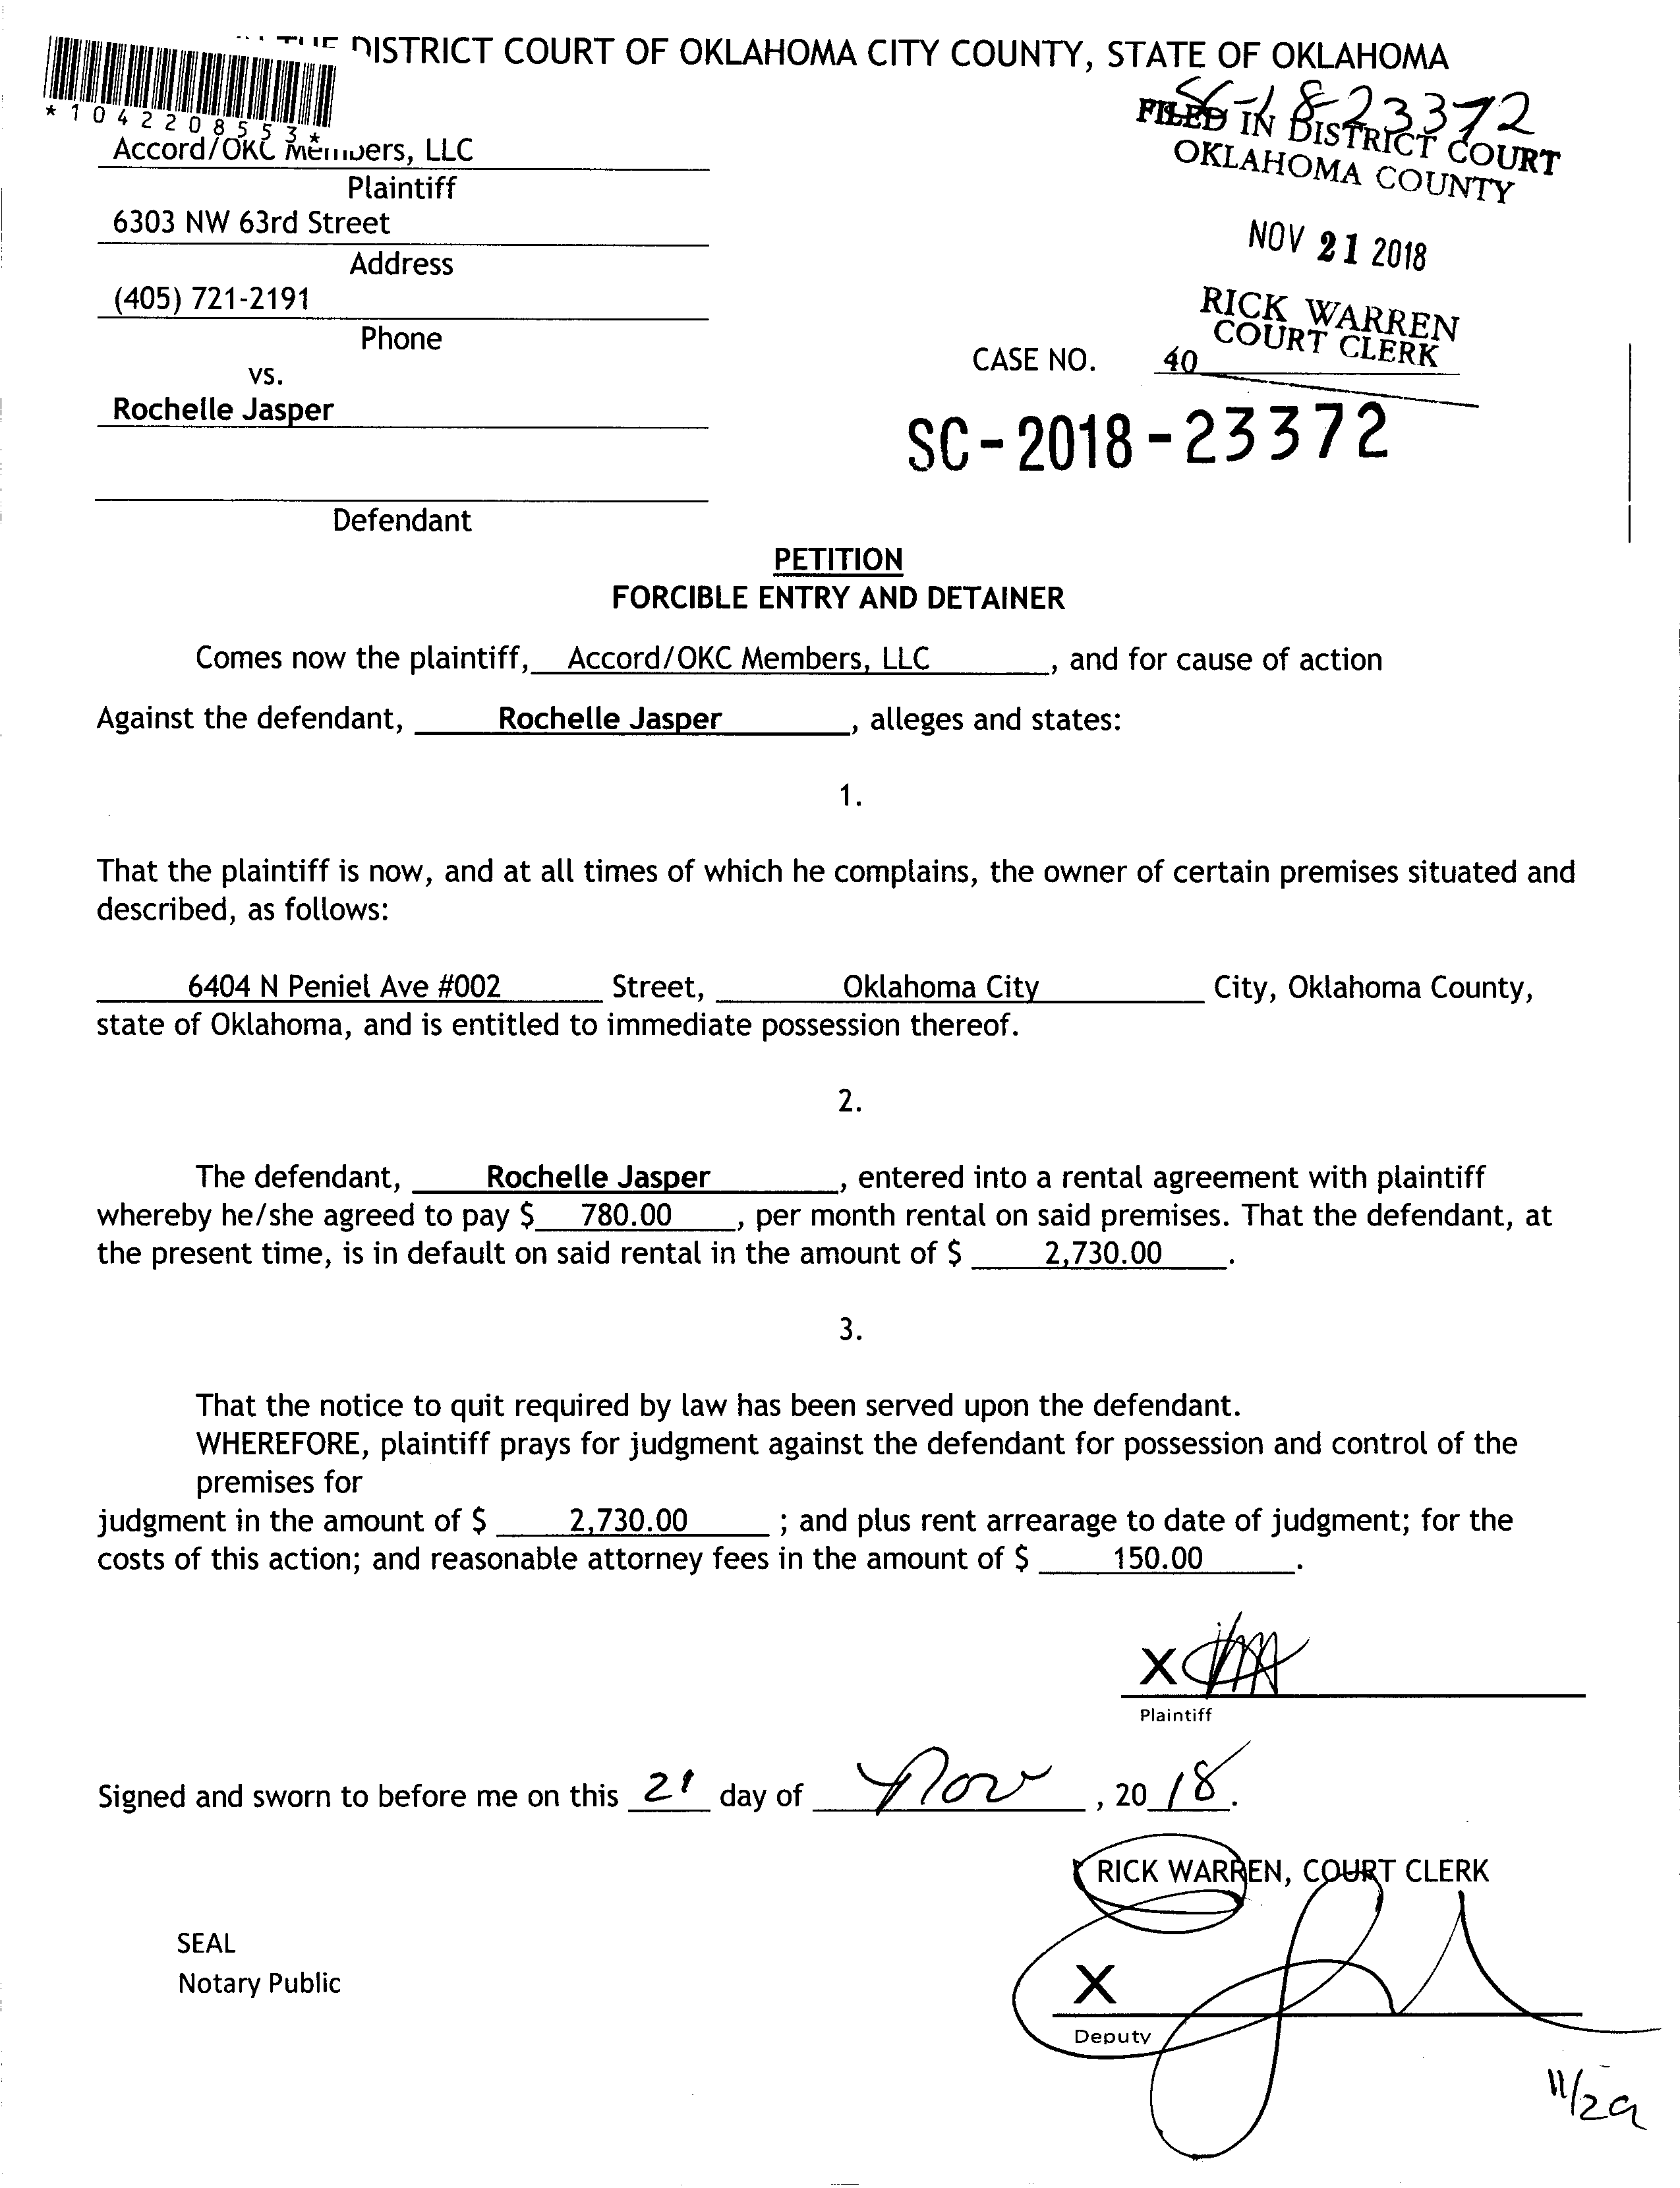 DISTRICT COURT OF OKLAHOMA CITY COUNTY, STATE OF OKLAHOMA
*1042208553*
SC-18-23372
FILED IN DISTRICT COURT
OKLAHOMA COUNTY
Accord/OKC Members, LLC
Plaintiff
6303 NW 63rd Street
Address
NOV 21 2018
(405) 721-2191
Phone
RICK WARREN
COURT CLERK
CASE NO. 40
vs.
Rochelle Jasper
SC-2018-23372
Defendant
PETITION
FORCIBLE ENTRY AND DETAINER
Comes now the plaintiff, Accord/OKC Members, LLC, and for cause of action
Against the defendant, Rochelle Jasper, alleges and states:
1.
That the plaintiff is now, and at all times of which he complains, the owner of certain premises situated and
described, as follows:
6404 N Peniel Ave #002 Street, Oklahoma City City, Oklahoma County,
state of Oklahoma, and is entitled to immediate possession thereof.
2.
The defendant, Rochelle Jasper, entered into a rental agreement with plaintiff
whereby he/she agreed to pay $ 780.00, per month rental on said premises. That the defendant, at
the present time, is in default on said rental in the amount of $ 2,730.00.
3.
That the notice to quit required by law has been served upon the defendant.
WHEREFORE, plaintiff prays for judgment against the defendant for possession and control of the
premises for
judgment in the amount of $ 2,730.00 ; and plus rent arrearage to date of judgment; for the
costs of this action; and reasonable attorney fees in the amount of $ 150.00.
X
Plaintiff
Signed and sworn to before me on this 21 day of Nov, 20 18.
RICK WARREN, COURT CLERK
SEAL
Notary Public
X
Deputy
11/29